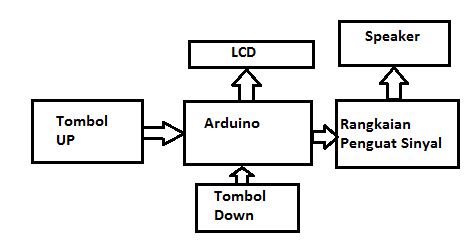 Speaker
LCD
Tombol
UP
Arduino
Rangkaian
Penguat Sinyal
Tombol
Down